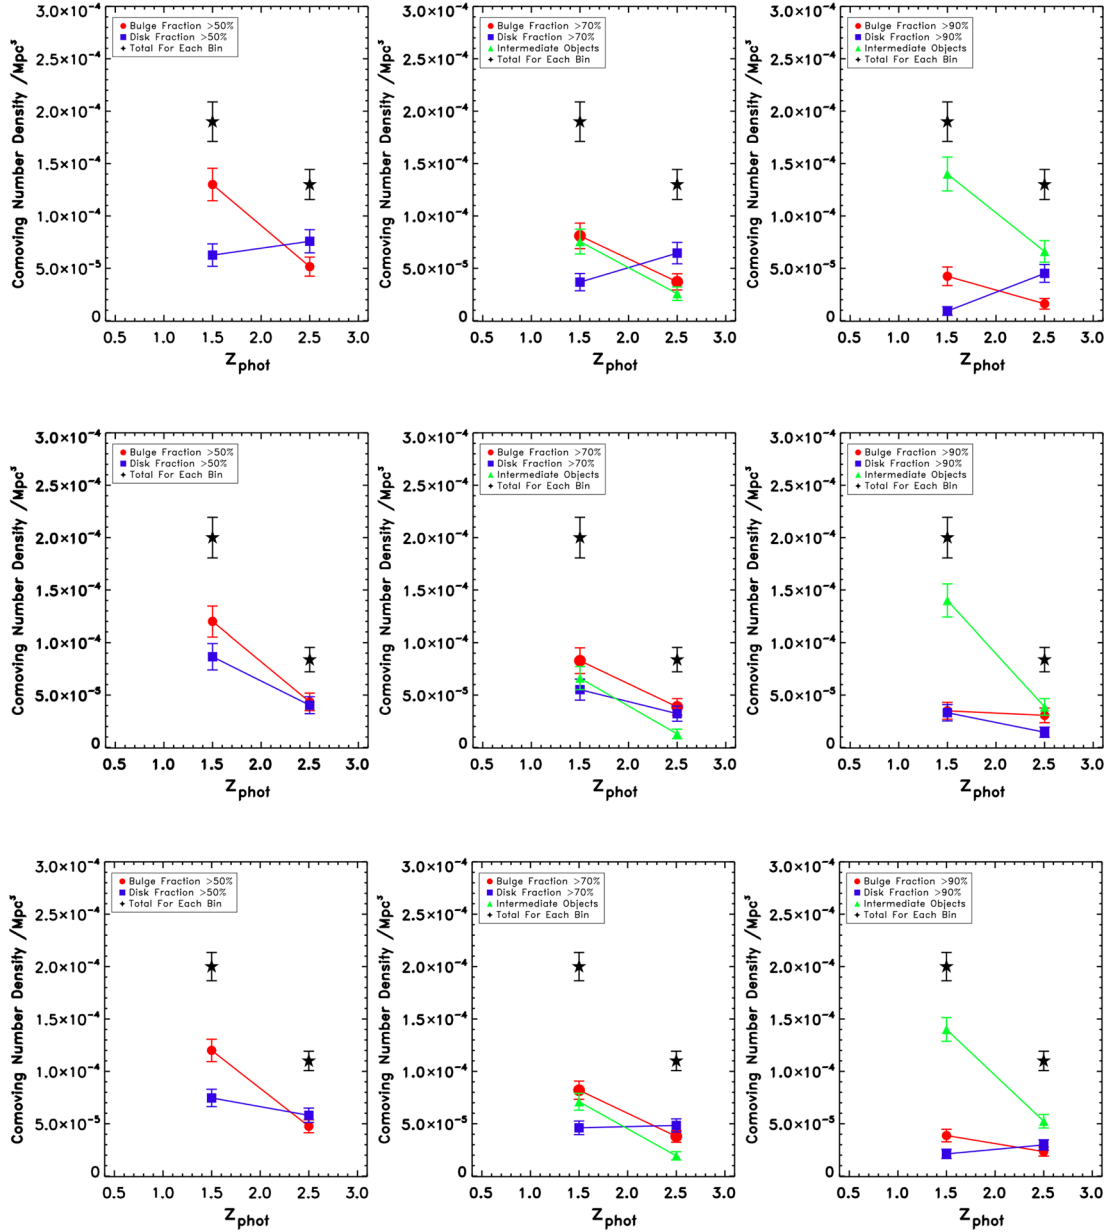 3.0×10⁻⁴
2.5×10⁻⁴
2.0×10⁻⁴
1.5×10⁻⁴
1.0×10⁻⁴
5.0×10⁻⁵
0
Comoving Number Density /Mpc³
Bulge Fraction >50%
Disk Fraction >50%
Total For Each Bin
0.5 1.0 1.5 2.0 2.5 3.0
Zphot
3.0×10⁻⁴
2.5×10⁻⁴
2.0×10⁻⁴
1.5×10⁻⁴
1.0×10⁻⁴
5.0×10⁻⁵
0
Comoving Number Density /Mpc³
Bulge Fraction >70%
Disk Fraction >70%
Intermediate Objects
Total For Each Bin
0.5 1.0 1.5 2.0 2.5 3.0
Zphot
3.0×10⁻⁴
2.5×10⁻⁴
2.0×10⁻⁴
1.5×10⁻⁴
1.0×10⁻⁴
5.0×10⁻⁵
0
Comoving Number Density /Mpc³
Bulge Fraction >90%
Disk Fraction >90%
Intermediate Objects
Total For Each Bin
0.5 1.0 1.5 2.0 2.5 3.0
Zphot
3.0×10⁻⁴
2.5×10⁻⁴
2.0×10⁻⁴
1.5×10⁻⁴
1.0×10⁻⁴
5.0×10⁻⁵
0
Comoving Number Density /Mpc³
Bulge Fraction >50%
Disk Fraction >50%
Total For Each Bin
0.5 1.0 1.5 2.0 2.5 3.0
Zphot
3.0×10⁻⁴
2.5×10⁻⁴
2.0×10⁻⁴
1.5×10⁻⁴
1.0×10⁻⁴
5.0×10⁻⁵
0
Comoving Number Density /Mpc³
Bulge Fraction >70%
Disk Fraction >70%
Intermediate Objects
Total For Each Bin
0.5 1.0 1.5 2.0 2.5 3.0
Zphot
3.0×10⁻⁴
2.5×10⁻⁴
2.0×10⁻⁴
1.5×10⁻⁴
1.0×10⁻⁴
5.0×10⁻⁵
0
Comoving Number Density /Mpc³
Bulge Fraction >90%
Disk Fraction >90%
Intermediate Objects
Total For Each Bin
0.5 1.0 1.5 2.0 2.5 3.0
Zphot
3.0×10⁻⁴
2.5×10⁻⁴
2.0×10⁻⁴
1.5×10⁻⁴
1.0×10⁻⁴
5.0×10⁻⁵
0
Comoving Number Density /Mpc³
Bulge Fraction >50%
Disk Fraction >50%
Total For Each Bin
0.5 1.0 1.5 2.0 2.5 3.0
Zphot
3.0×10⁻⁴
2.5×10⁻⁴
2.0×10⁻⁴
1.5×10⁻⁴
1.0×10⁻⁴
5.0×10⁻⁵
0
Comoving Number Density /Mpc³
Bulge Fraction >70%
Disk Fraction >70%
Intermediate Objects
Total For Each Bin
0.5 1.0 1.5 2.0 2.5 3.0
Zphot
3.0×10⁻⁴
2.5×10⁻⁴
2.0×10⁻⁴
1.5×10⁻⁴
1.0×10⁻⁴
5.0×10⁻⁵
0
Comoving Number Density /Mpc³
Bulge Fraction >90%
Disk Fraction >90%
Intermediate Objects
Total For Each Bin
0.5 1.0 1.5 2.0 2.5 3.0
Zphot